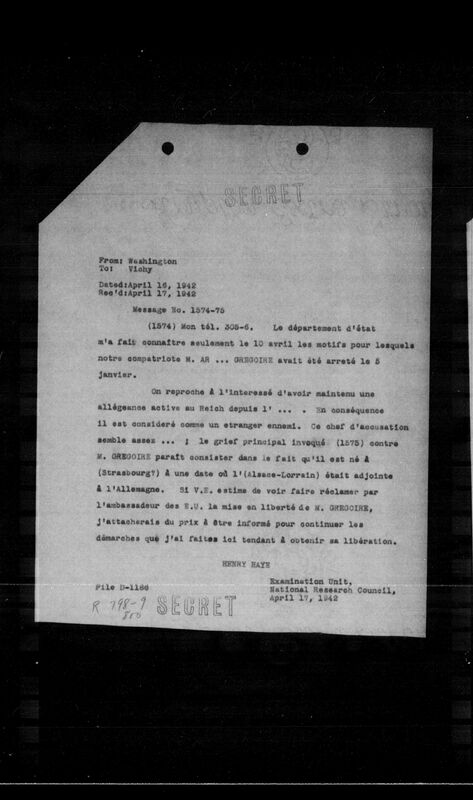 SECRET
From: Washington
To: Vichy
Dated:April 16, 1942
Rec'd:April 17, 1942
Message No. 1574-75
(1574) Mon tél. 305-6. Le département d'état
m'a fait connaître seulement le 10 avril les motifs pour lesquels
notre compatriote M. AR ... GREGOIRE avait été arreté le 5
janvier.
On reproche à l'interessé d'avoir maintenu une
allégeance active au Reich depuis l' ... . En conséquence
il est consideré comme un etranger ennemi. Ce chef d'accusation
semble assez ... ; le grief principal invoqué (1575) contre
M. GREGOIRE paraît consister dans le fait qu'il est né à
(Strasbourg?) à une date où l'(Alsace-Lorrain) était adjointe
à l'Allemagne. Si V.E. estime de voir faire réclamer par
l'ambassadeur des E.U. la mise en liberté de M. GREGOIRE,
j'attacherais du prix à être informé pour continuer les
démarches que j'ai faites ici tendant à obtenir sa libération.
HENRY HAYE
Examination Unit,
File D-1186 National Research Council,
April 17, 1942
R 798-9
800
SECRET